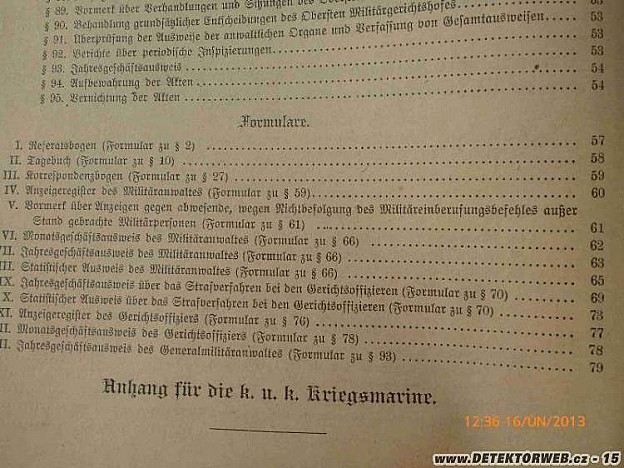 § 89. Vormerk über Verhandlungen und Sitzungen des
§ 90. Behandlung grundsätzlicher Entscheidungen des Obersten Militärgerichtshofes 53
§ 91. Überprüfung der Ausweise der anwaltlichen Organe und Verfassung von Gesamtausweisen 53
§ 92. Berichte über periodische Inspizierungen 53
§ 93. Jahresgeschäftsausweis 54
§ 94. Aufbewahrung der Akten 54
§ 95. Vernichtung der Akten
Formulare.
I. Referatsbogen (Formular zu § 2) 57
II. Tagebuch (Formular zu § 10) 58
III. Korrespondenzbogen (Formular zu § 27) 59
IV. Anzeigeregister des Militäranwaltes (Formular zu § 59) 60
V. Vormerk über Anzeigen gegen abwesende, wegen Nichtbefolgung des Militäreinberufungsbefehles außer
Stand gebrachte Militärpersonen (Formular zu § 61) 61
VI. Monatsgeschäftsausweis des Militäranwaltes (Formular zu § 66) 62
VII. Jahresgeschäftsausweis des Militäranwaltes (Formular zu § 66) 63
III. Statistischer Ausweis des Militäranwaltes (Formular zu § 66) 65
IX. Jahresgeschäftsausweis über das Strafverfahren bei den Gerichtsoffizieren (Formular zu § 70) 69
X. Statistischer Ausweis über das Strafverfahren bei den Gerichtsoffizieren (Formular zu § 70) 73
XI. Anzeigeregister des Gerichtsoffiziers (Formular zu § 76) 77
II. Monatsgeschäftsausweis des Gerichtsoffiziers (Formular zu § 78) 78
II. Jahresgeschäftsausweis des Generalmilitäranwaltes (Formular zu § 93) 79
Anhang für die k. u. k. Kriegsmarine.
12:36 16/JUN/2013
www.DETEKTORWEB.cz - 15